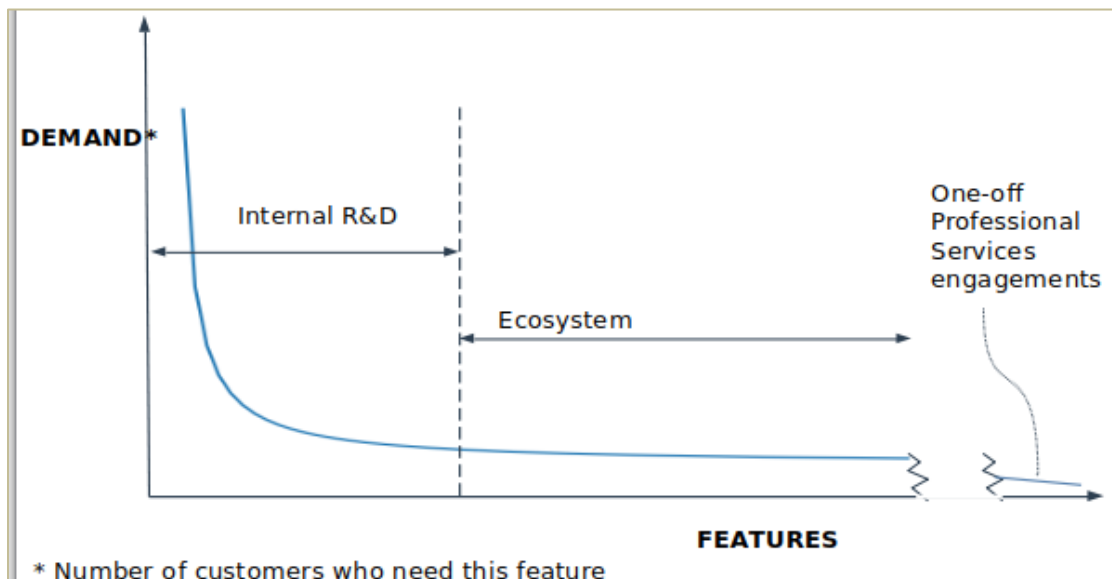 DEMAND*
Internal R&D
One-off
Professional
Services
engagements
Ecosystem
FEATURES
* Number of customers who need this feature